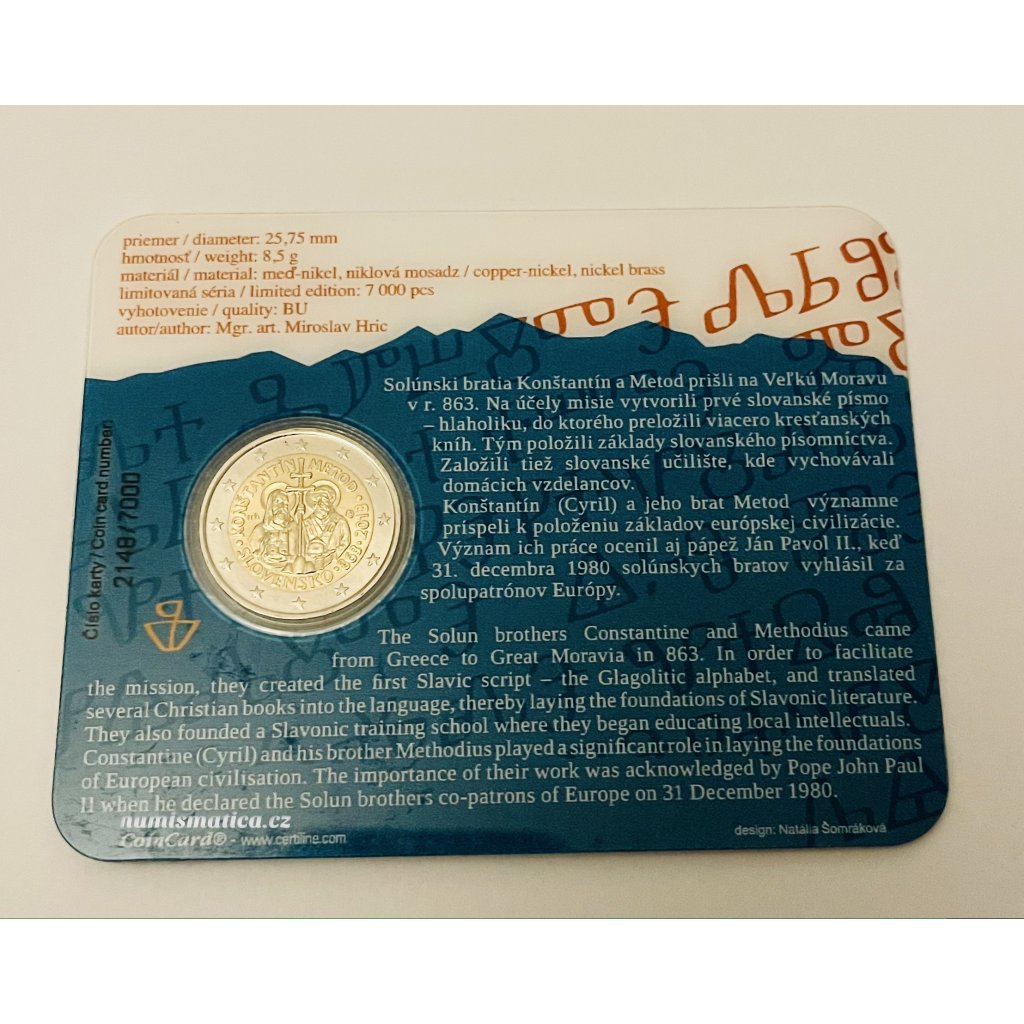 priemer / diameter: 25,75 mm
hmotnosť / weight: 8,5 g
materiál / material: meď-nikel, niklová mosadz / copper-nickel, nickel brass
limitovaná séria / limited edition: 7 000 pcs
vyhotovenie / quality: BU
autor/author: Mgr. art. Miroslav Hric
Solúnski bratia Konštantín a Metod prišli na Veľkú Moravu
v r. 863. Na účely misie vytvorili prvé slovanské písmo
– hlaholiku, do ktorého preložili viacero kresťanských
kníh. Tým položili základy slovanského písomníctva.
Založili tiež slovanské učilište, kde vychovávali
domácich vzdelancov.
Konštantín (Cyril) a jeho brat Metod významne
prispeli k položeniu základov európskej civilizácie.
Význam ich práce ocenil aj pápež Ján Pavol II., keď
31. decembra 1980 solúnskych bratov vyhlásil za
spolupatrónov Európy.
KONŠTANTÍN METOD
SLOVENSKO · 863 · 2013
Číslo karty / Coin card number
2148/7000
The Solun brothers Constantine and Methodius came
from Greece to Great Moravia in 863. In order to facilitate
the mission, they created the first Slavic script – the Glagolitic alphabet, and translated
several Christian books into the language, thereby laying the foundations of Slavonic literature.
They also founded a Slavonic training school where they began educating local intellectuals.
Constantine (Cyril) and his brother Methodius played a significant role in laying the foundations
of European civilisation. The importance of their work was acknowledged by Pope John Paul
II when he declared the Solun brothers co-patrons of Europe on 31 December 1980.
numismatica.cz
CoinCard® - www.certiline.com
design: Natália Šomráková